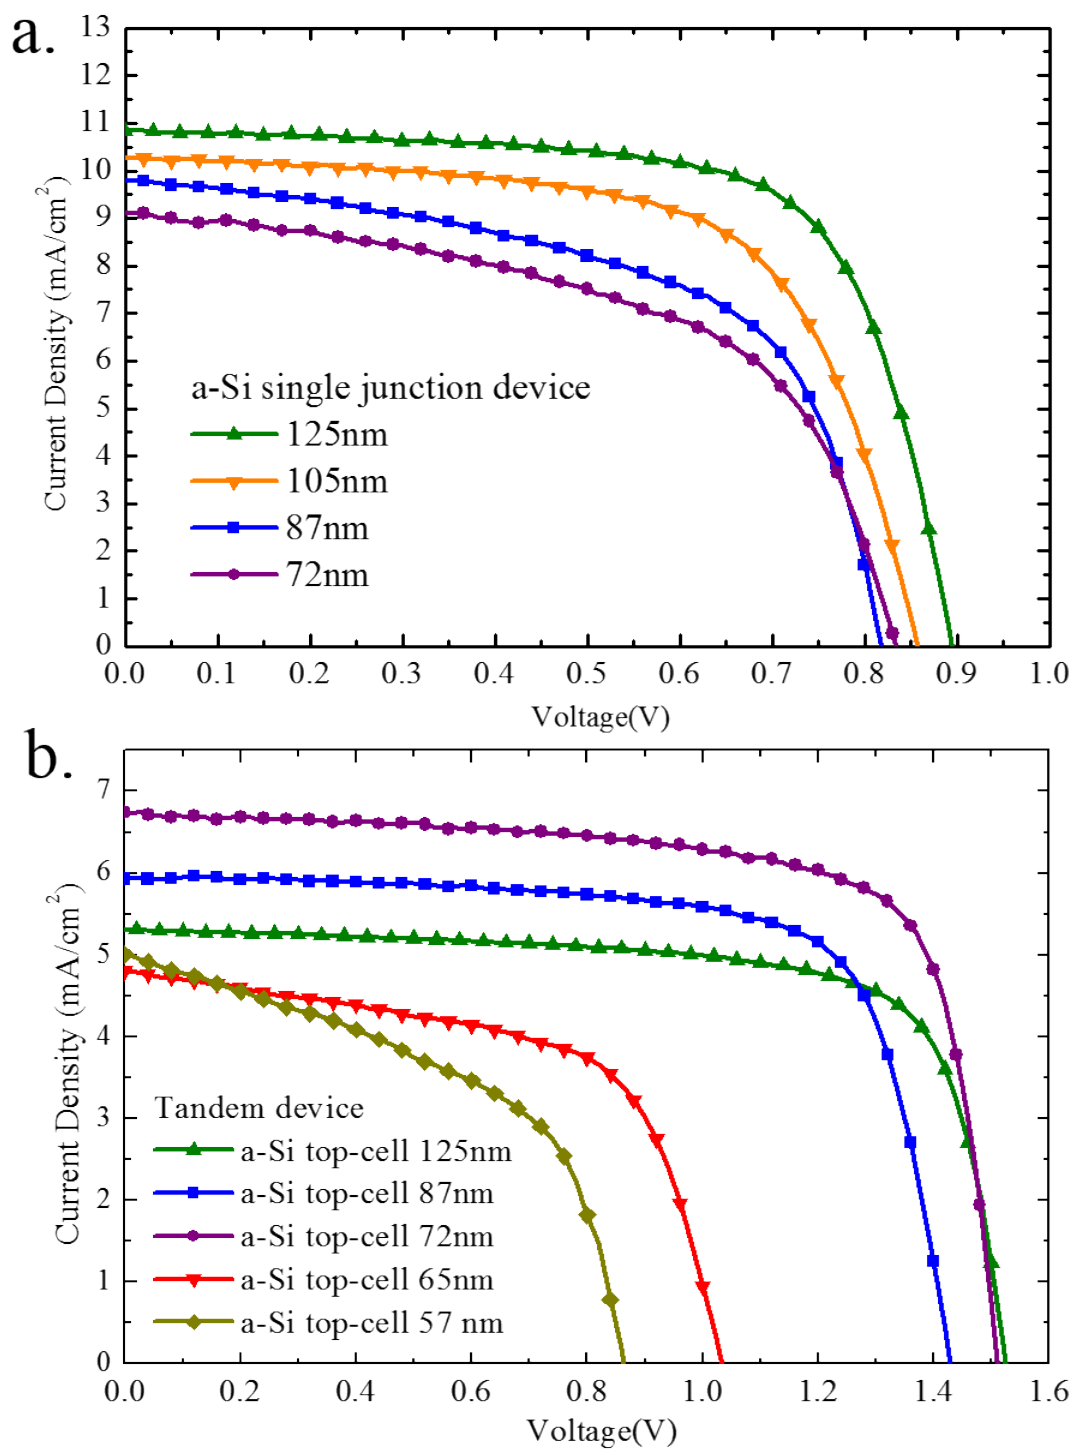 a.
13
12
11
10
9
8
7
6
5
4
3
2
1
0
Current Density (mA/cm²)
a-Si single junction device
125nm
105nm
87nm
72nm
0.0 0.1 0.2 0.3 0.4 0.5 0.6 0.7 0.8 0.9 1.0
Voltage(V)
b.
7
6
5
4
3
2
1
0
Current Density (mA/cm²)
Tandem device
a-Si top-cell 125nm
a-Si top-cell 87nm
a-Si top-cell 72nm
a-Si top-cell 65nm
a-Si top-cell 57 nm
0.0 0.2 0.4 0.6 0.8 1.0 1.2 1.4 1.6
Voltage(V)